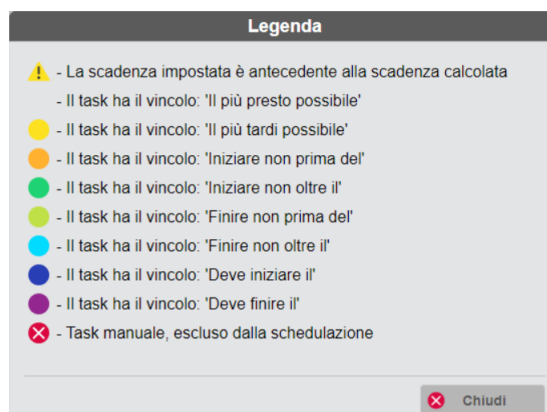 Legenda
- La scadenza impostata è antecedente alla scadenza calcolata
- Il task ha il vincolo: 'Il più presto possibile'
- Il task ha il vincolo: 'Il più tardi possibile'
- Il task ha il vincolo: 'Iniziare non prima del'
- Il task ha il vincolo: 'Iniziare non oltre il'
- Il task ha il vincolo: 'Finire non prima del'
- Il task ha il vincolo: 'Finire non oltre il'
- Il task ha il vincolo: 'Deve iniziare il'
- Il task ha il vincolo: 'Deve finire il'
- Task manuale, escluso dalla schedulazione
Chiudi